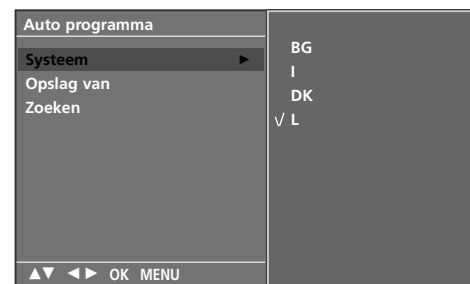 Auto programma
Systeem ►
Opslag van
Zoeken
BG
I
DK
√ L
▲▼ ◄► OK MENU